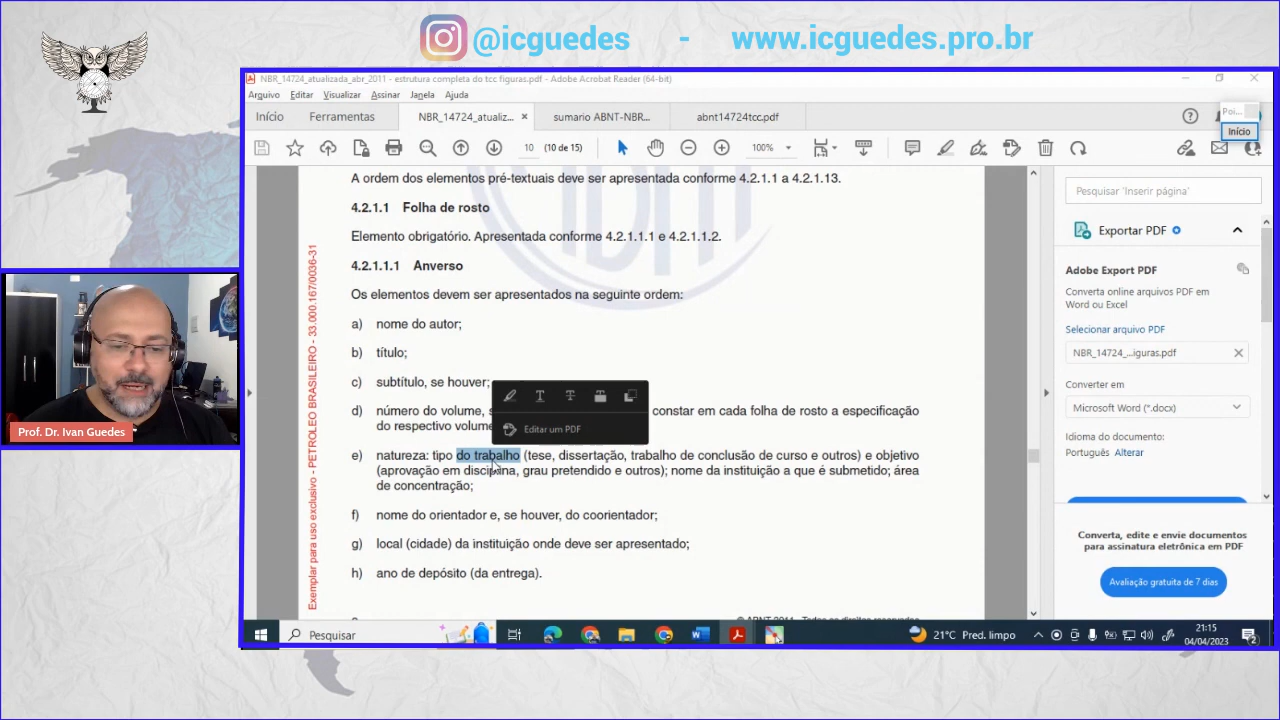 @icguedes - www.icguedes.pro.br
NBR_14724_atualizada_abr_2011 - estrutura completa do tcc figuras.pdf - Adobe Acrobat Reader (64-bit)
Arquivo Editar Visualizar Assinar Janela Ajuda
Início Ferramentas NBR_14724_atualiz... × sumario ABNT-NBR... abnt14724tcc.pdf
Poi...
Início
10 (10 de 15) 100%
A ordem dos elementos pré-textuais deve ser apresentada conforme 4.2.1.1 a 4.2.1.13.
4.2.1.1 Folha de rosto
Elemento obrigatório. Apresentada conforme 4.2.1.1.1 e 4.2.1.1.2.
4.2.1.1.1 Anverso
Os elementos devem ser apresentados na seguinte ordem:
a) nome do autor;
b) título;
c) subtítulo, se houver;
d) número do volume, s constar em cada folha de rosto a especificação
do respectivo volume
Editar um PDF
e) natureza: tipo do trabalho (tese, dissertação, trabalho de conclusão de curso e outros) e objetivo
(aprovação em disciplina, grau pretendido e outros); nome da instituição a que é submetido; área
de concentração;
f) nome do orientador e, se houver, do coorientador;
g) local (cidade) da instituição onde deve ser apresentado;
h) ano de depósito (da entrega).
Exemplar para uso exclusivo - PETROLEO BRASILEIRO - 33.000.167/0036-31
Pesquisar 'Inserir página'
Exportar PDF
Adobe Export PDF
Converta online arquivos PDF em
Word ou Excel
Selecionar arquivo PDF
NBR_14724_...iguras.pdf
Converter em
Microsoft Word (*.docx)
Idioma do documento:
Português Alterar
Converta, edite e envie documentos
para assinatura eletrônica em PDF
Avaliação gratuita de 7 dias
Prof. Dr. Ivan Guedes
Pesquisar
21°C Pred. limpo
21:15
04/04/2023
2